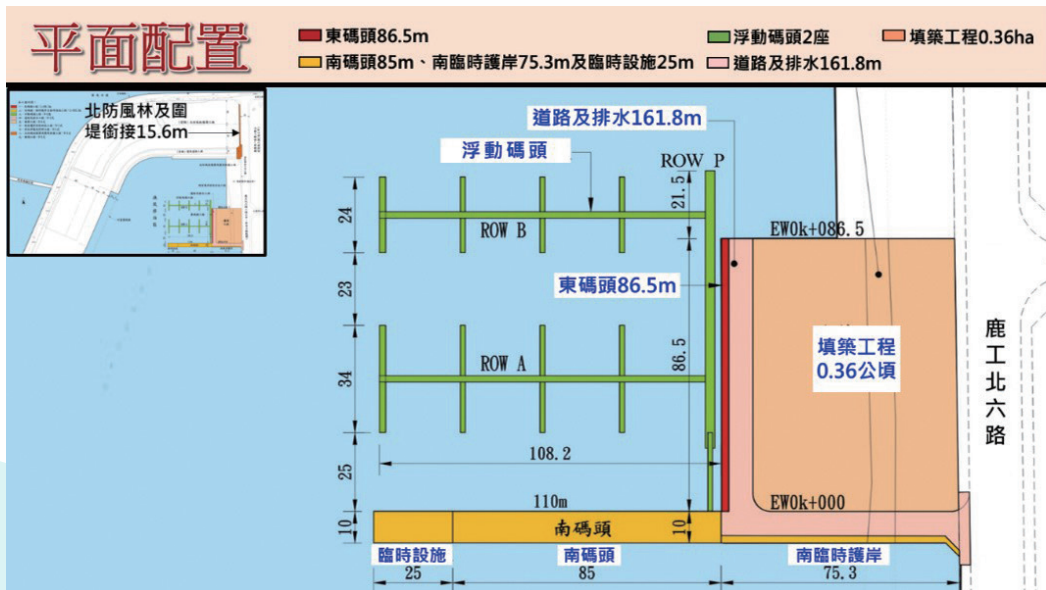 平面配置
東碼頭86.5m
浮動碼頭2座
填築工程0.36ha
南碼頭85m、南臨時護岸75.3m及臨時設施25m
道路及排水161.8m
北防風林及圍
堤銜接15.6m
道路及排水161.8m
浮動碼頭
ROW P
21.5
24
ROW B
EW0k+086.5
東碼頭86.5m
23
86.5
填築工程
0.36公頃
鹿工北六路
ROW A
34
108.2
25
110m
EW0k+000
10
南碼頭
10
臨時設施
南碼頭
南臨時護岸
25
85
75.3